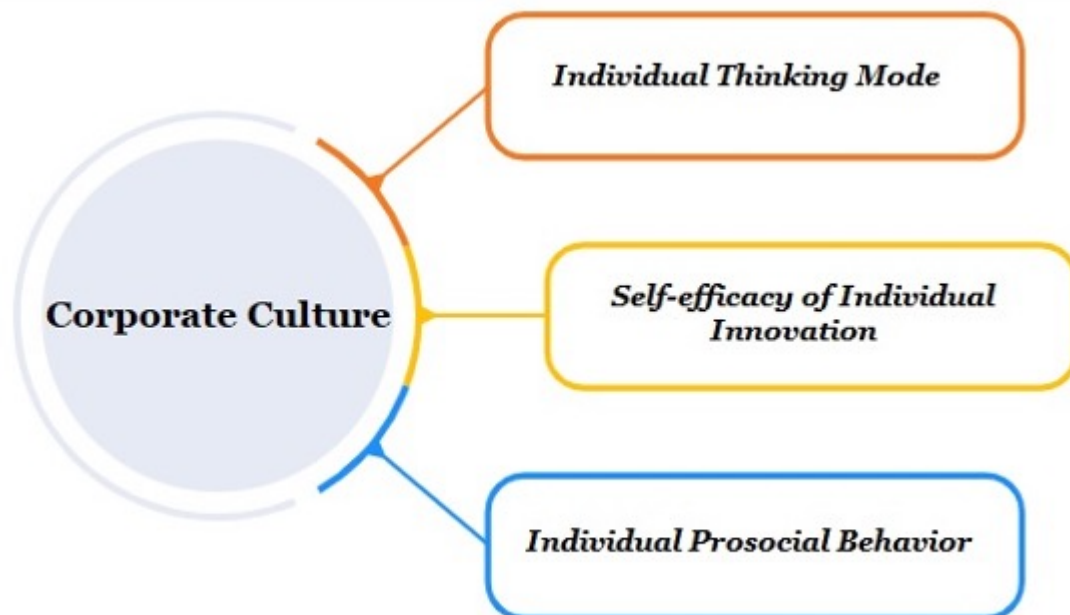 Individual Thinking Mode
Corporate Culture
Self-efficacy of Individual
Innovation
Individual Prosocial Behavior